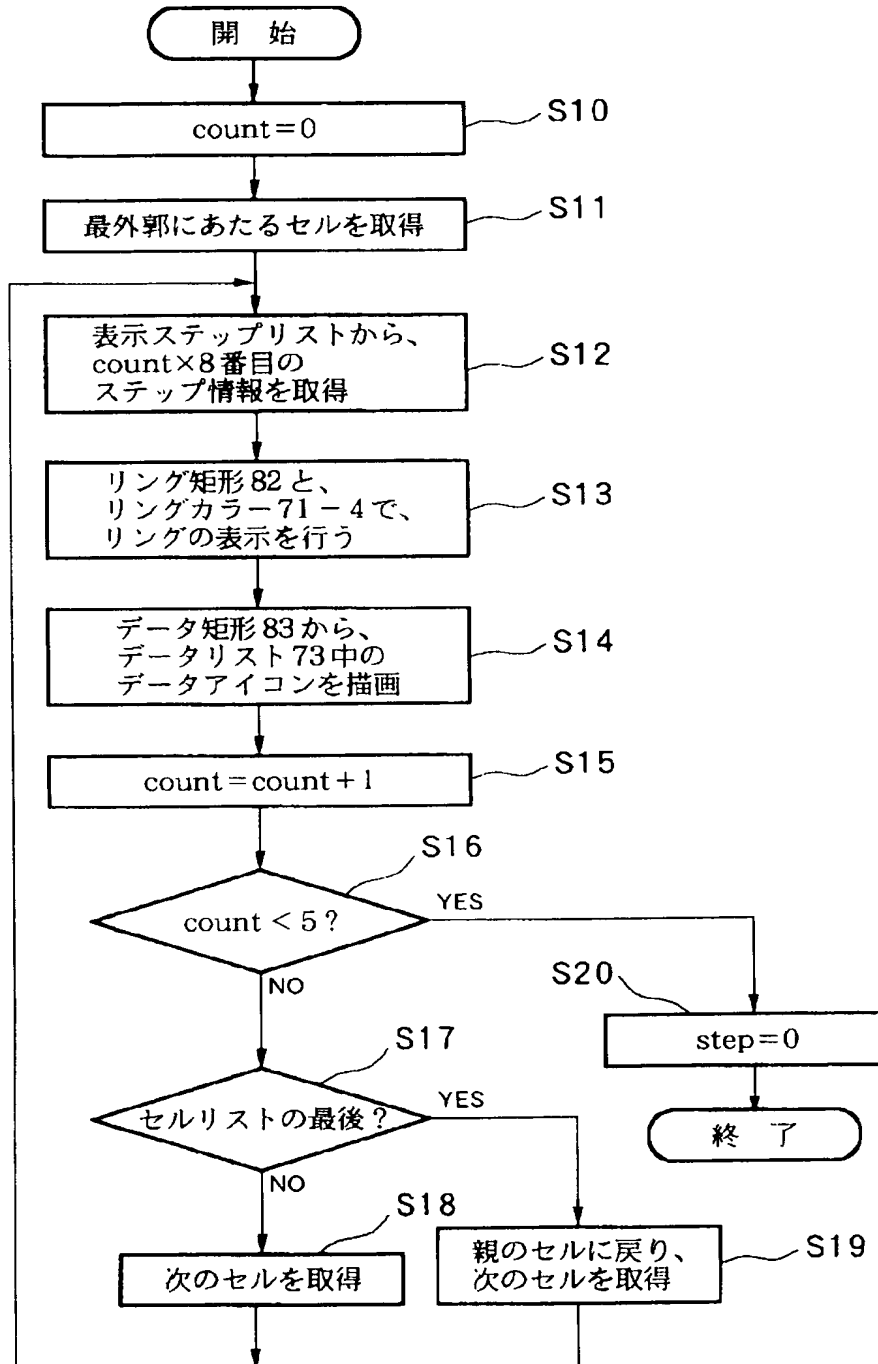 開 始
count=0
S10
最外郭にあたるセルを取得
S11
表示ステップリストから、
count×8番目の
ステップ情報を取得
S12
リング矩形82と、
リングカラー71-4で、
リングの表示を行う
S13
データ矩形83から、
データリスト73中の
データアイコンを描画
S14
count=count+1
S15
count<5?
S16
YES
NO
S20
step=0
終 了
セルリストの最後?
S17
YES
NO
次のセルを取得
S18
親のセルに戻り、
次のセルを取得
S19